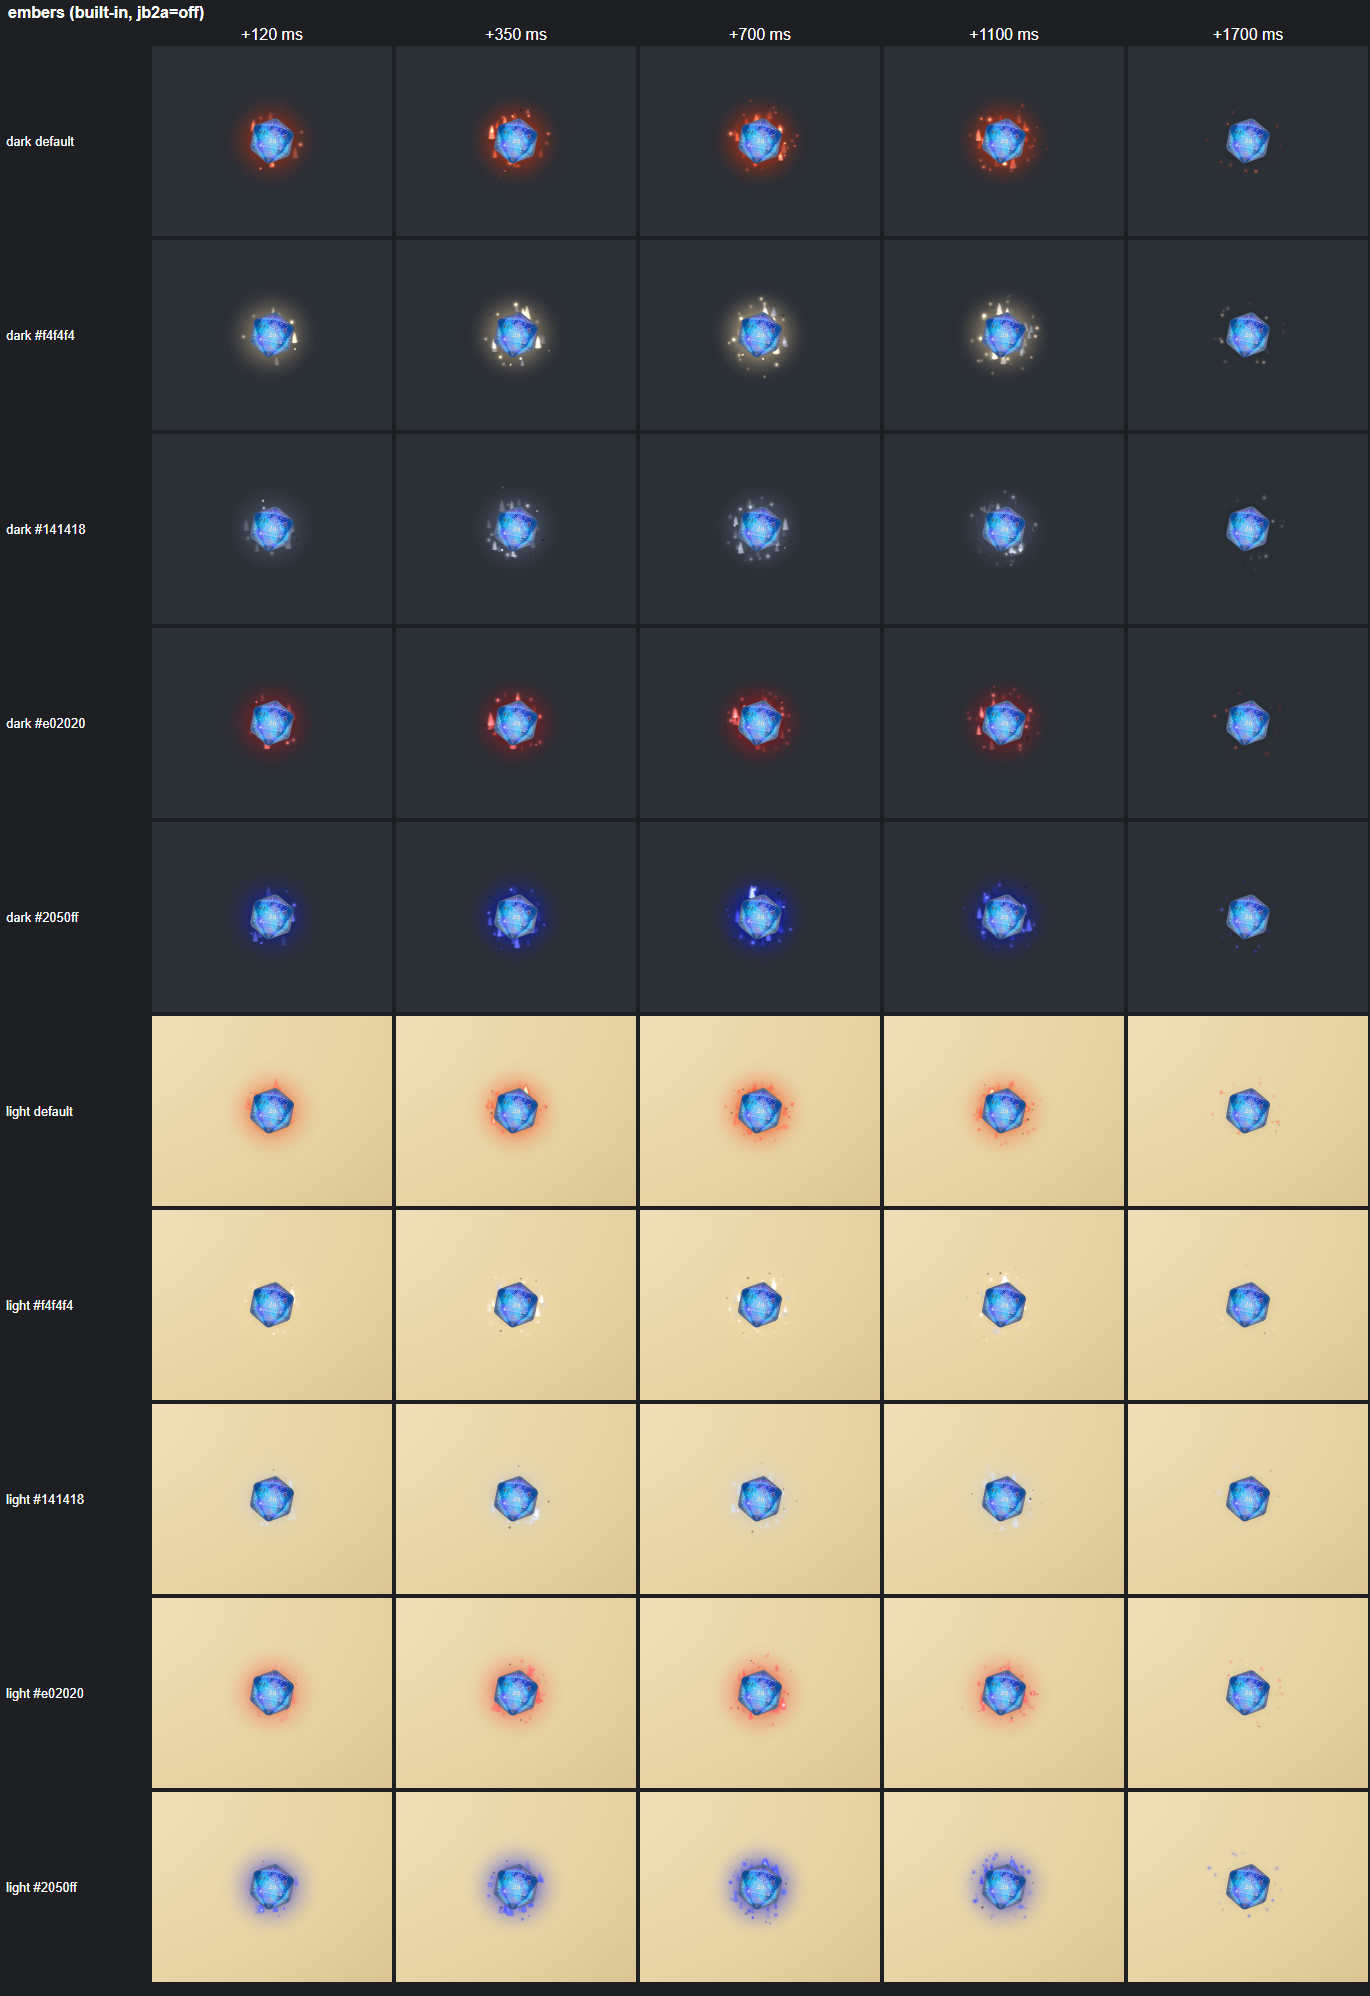 embers (built-in, jb2a=off)
+120 ms +350 ms +700 ms +1100 ms +1700 ms
dark default
dark #f4f4f4
dark #141418
dark #e02020
dark #2050ff
light default
light #f4f4f4
light #141418
light #e02020
light #2050ff